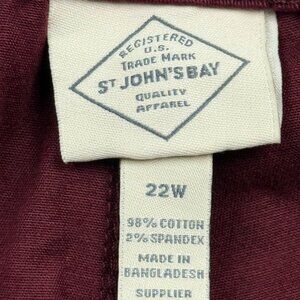 REGISTERED
U.S.
TRADE MARK
ST JOHN'S BAY
QUALITY
APPAREL
22W
98% COTTON
2% SPANDEX
MADE IN
BANGLADESH
SUPPLIER